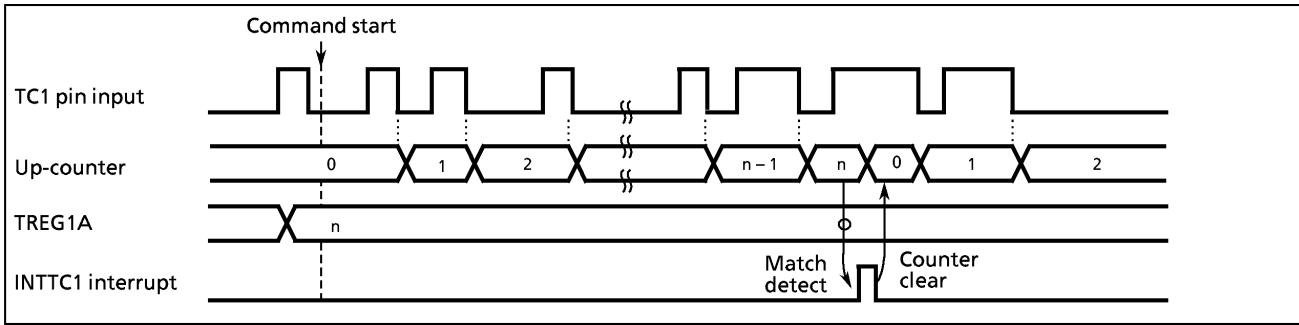 Command start
TC1 pin input
Up-counter
0
1
2
n – 1
n
0
1
2
TREG1A
n
Match
detect
Counter
clear
INTTC1 interrupt